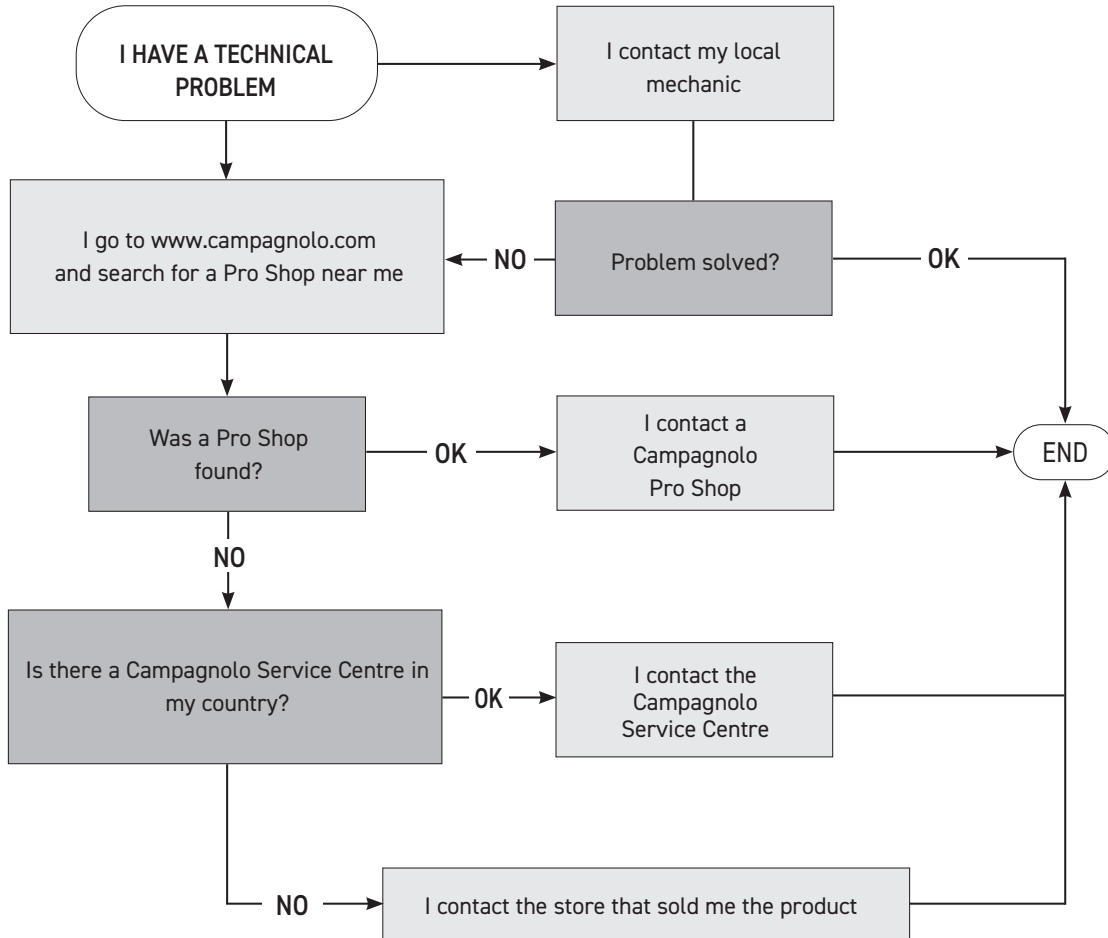 I HAVE A TECHNICAL
PROBLEM
I contact my local
mechanic
I go to www.campagnolo.com
and search for a Pro Shop near me
NO
Problem solved?
OK
Was a Pro Shop
found?
OK
I contact a
Campagnolo
Pro Shop
END
NO
Is there a Campagnolo Service Centre in
my country?
OK
I contact the
Campagnolo
Service Centre
NO
I contact the store that sold me the product